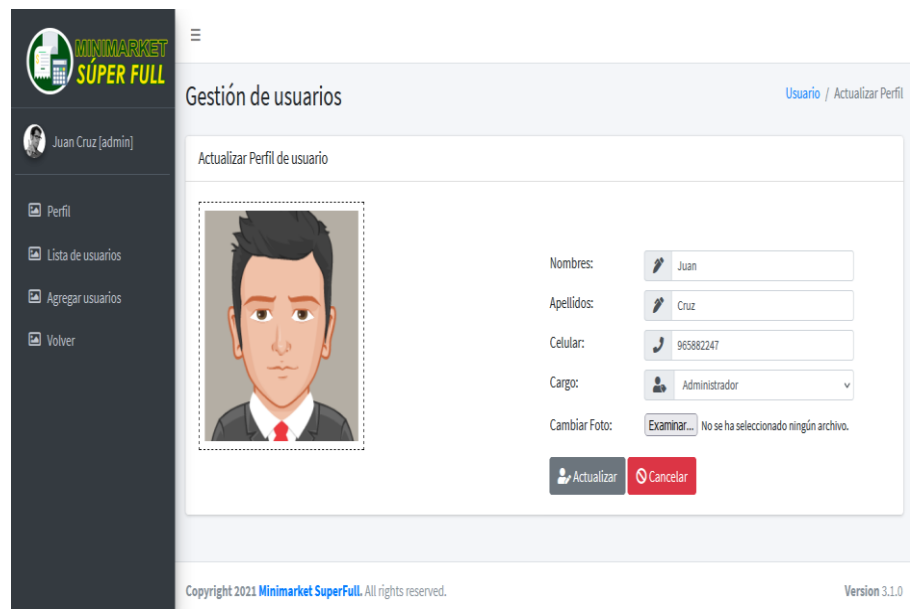 MINIMARKET
SÚPER FULL
Juan Cruz [admin]
Perfil
Lista de usuarios
Agregar usuarios
Volver
Gestión de usuarios
Usuario / Actualizar Perfil
Actualizar Perfil de usuario
Nombres: Juan
Apellidos: Cruz
Celular: 965882247
Cargo: Administrador
Cambiar Foto: Examinar... No se ha seleccionado ningún archivo.
Actualizar Cancelar
Copyright 2021 Minimarket SuperFull. All rights reserved. Version 3.1.0